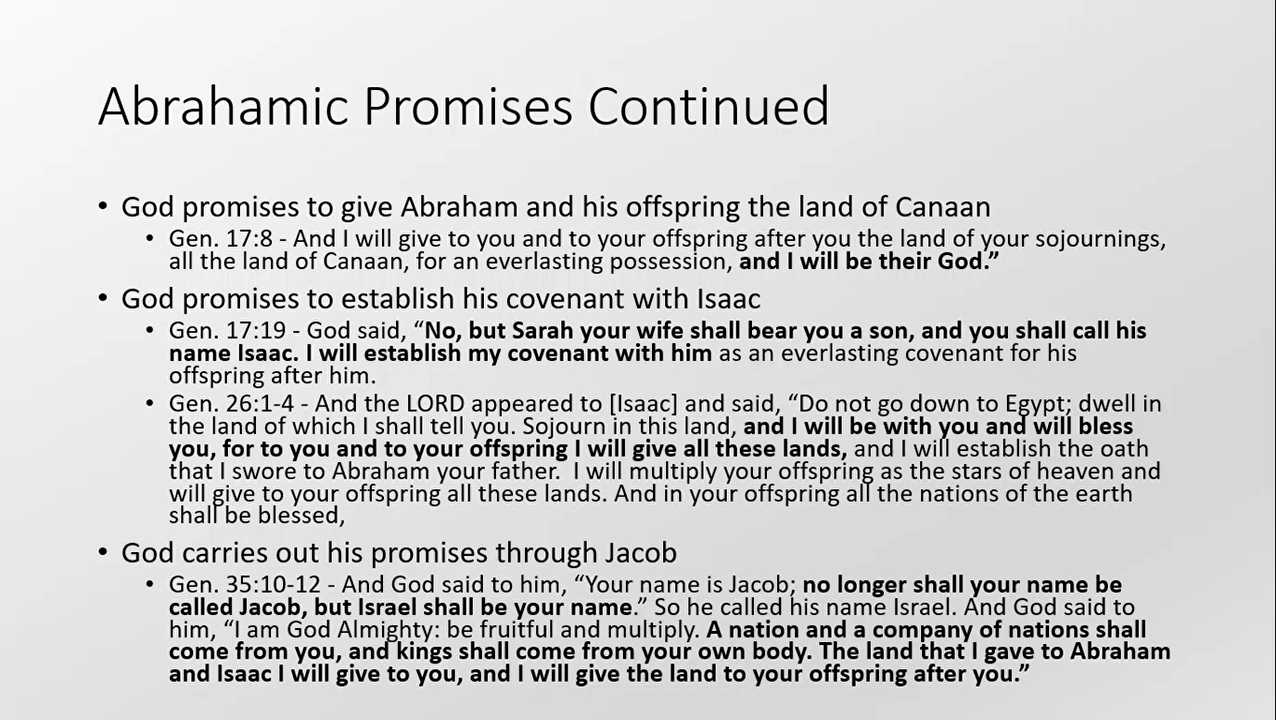 Abrahamic Promises Continued
• God promises to give Abraham and his offspring the land of Canaan
• Gen. 17:8 - And I will give to you and to your offspring after you the land of your sojournings,
all the land of Canaan, for an everlasting possession, and I will be their God.”
• God promises to establish his covenant with Isaac
• Gen. 17:19 - God said, “No, but Sarah your wife shall bear you a son, and you shall call his
name Isaac. I will establish my covenant with him as an everlasting covenant for his
offspring after him.
• Gen. 26:1-4 - And the LORD appeared to [Isaac] and said, “Do not go down to Egypt; dwell in
the land of which I shall tell you. Sojourn in this land, and I will be with you and will bless
you, for to you and to your offspring I will give all these lands, and I will establish the oath
that I swore to Abraham your father.  I will multiply your offspring as the stars of heaven and
will give to your offspring all these lands. And in your offspring all the nations of the earth
shall be blessed,
• God carries out his promises through Jacob
• Gen. 35:10-12 - And God said to him, “Your name is Jacob; no longer shall your name be
called Jacob, but Israel shall be your name.” So he called his name Israel. And God said to
him, “I am God Almighty: be fruitful and multiply. A nation and a company of nations shall
come from you, and kings shall come from your own body. The land that I gave to Abraham
and Isaac I will give to you, and I will give the land to your offspring after you.”